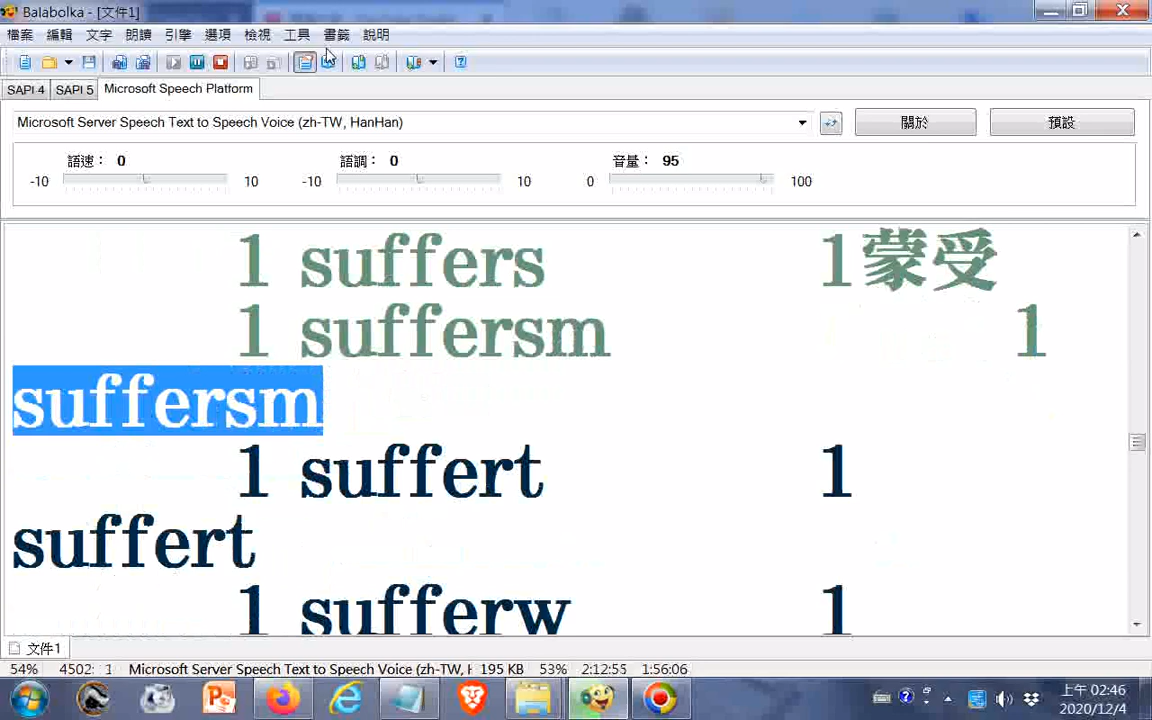 Balabolka - [文件1]
檔案 編輯 文字 朗讀 引擎 選項 檢視 工具 書籤 說明
SAPI 4 SAPI 5 Microsoft Speech Platform
Microsoft Server Speech Text to Speech Voice (zh-TW, HanHan) 關於 預設
語速： 0 語調： 0 音量： 95
-10 10 -10 10 0 100
1 suffers 1蒙受
1 suffersm 1
suffersm
1 suffert 1
suffert
1 sufferw 1
文件1
54% 4502: 1 Microsoft Server Speech Text to Speech Voice (zh-TW, 195 KB 53% 2:12:55 1:56:06
上午 02:46
2020/12/4